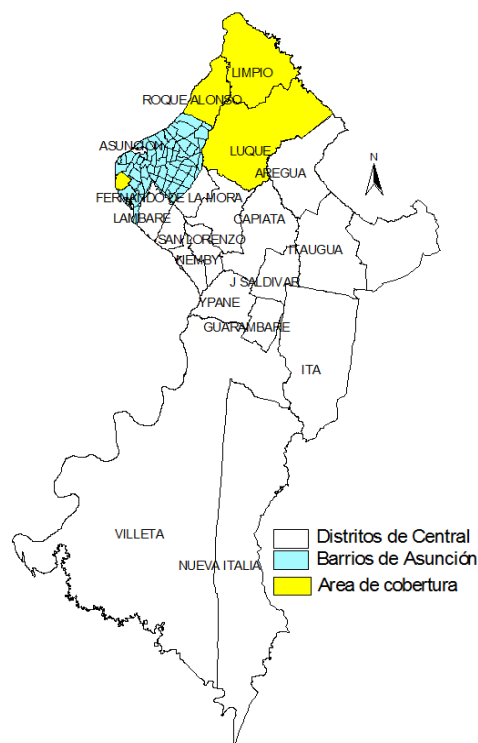 LIMPIO
ROQUE ALONSO
ASUNCION
LUQUE
N
AREGUA
FERNANDO DE LA MORA
LAMBARE
CAPIATA
SAN LORENZO
ITAUGUA
NEMBY
J SALDIVAR
YPANE
GUARAMBARE
ITA
VILLETA
NUEVA ITALIA
Distritos de Central
Barrios de Asunción
Area de cobertura